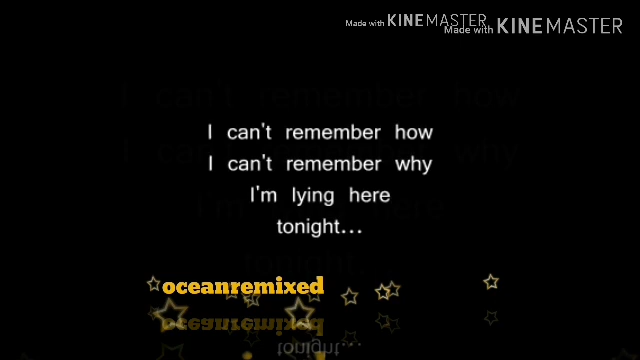 Made with KINEMASTER
Made with KINEMASTER
I can't remember how
I can't remember why
I'm lying here
tonight...
oceanremixed